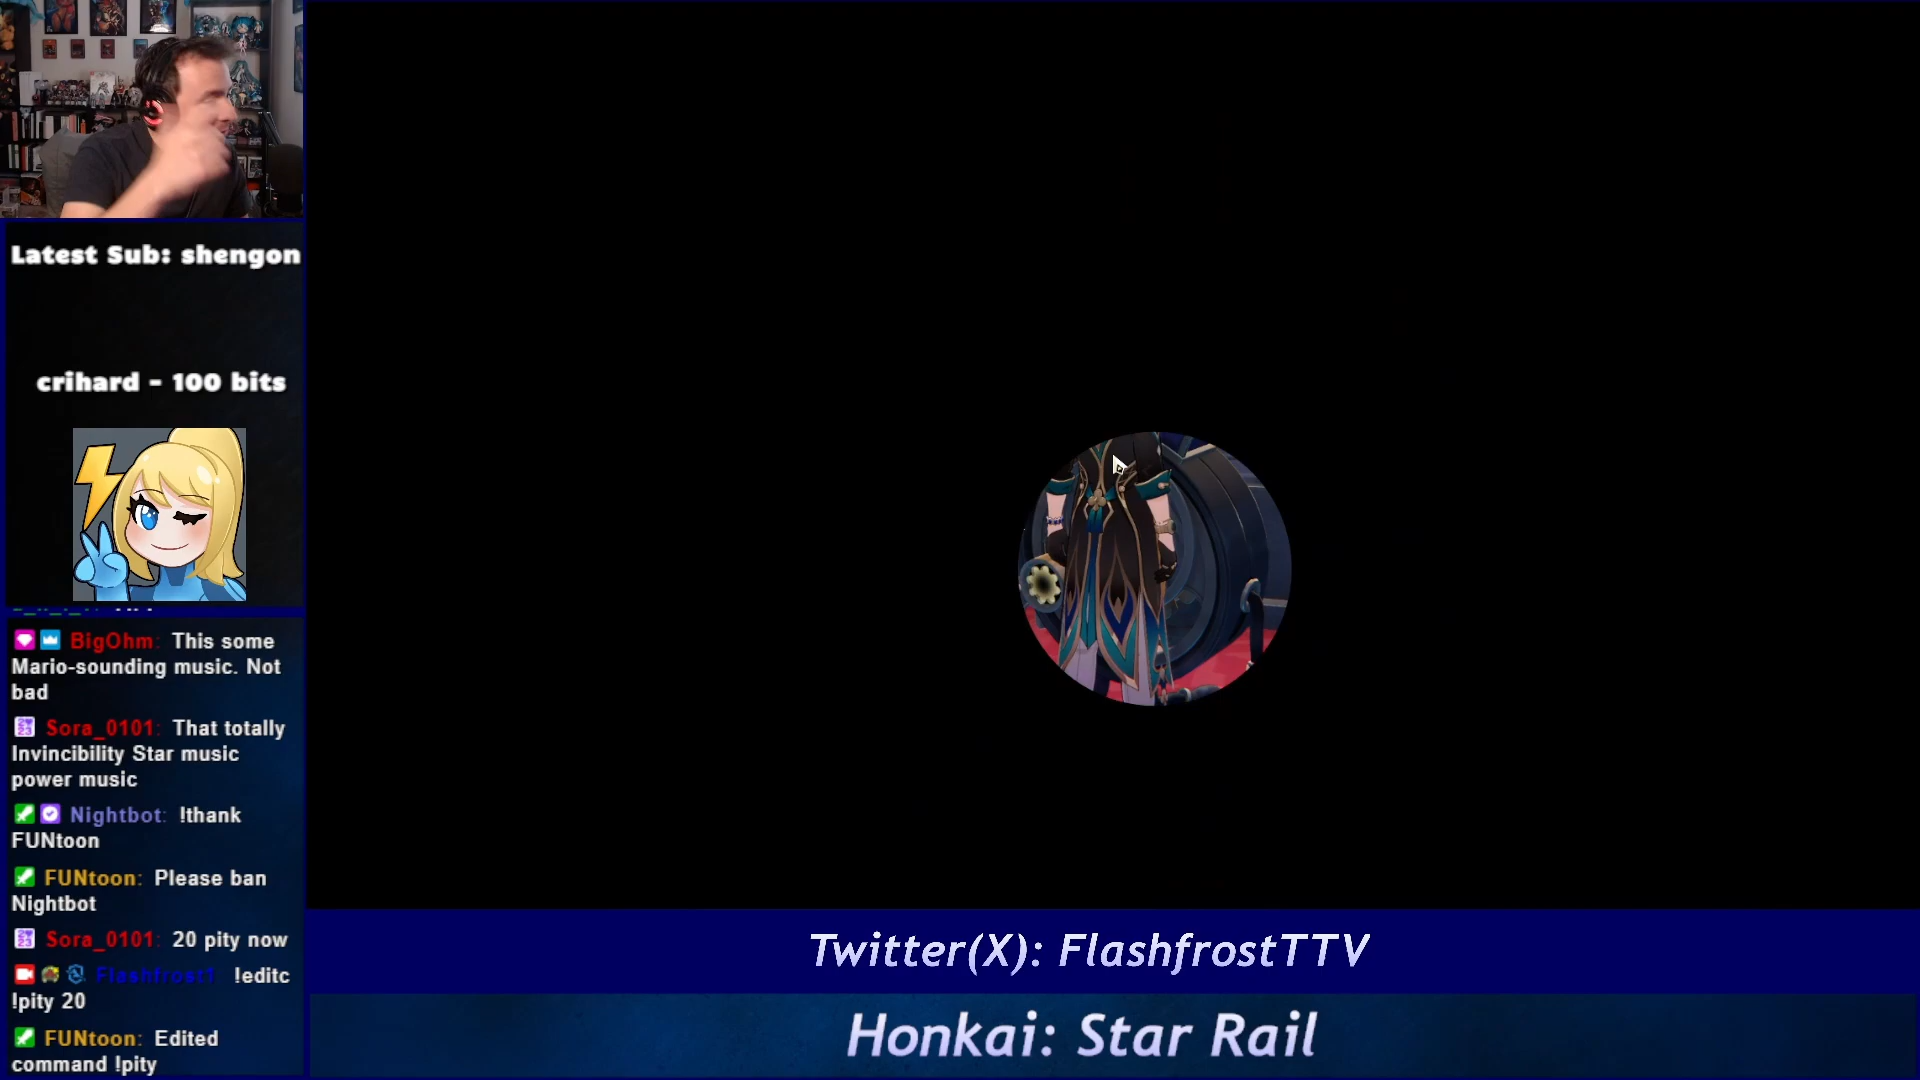 Latest Sub: shengon
crihard - 100 bits
BigOhm: This some
Mario-sounding music. Not
bad
Sora_0101: That totally
Invincibility Star music
power music
Nightbot: !thank
FUNtoon
FUNtoon: Please ban
Nightbot
Sora_0101: 20 pity now
Flashfrost1 !editc
!pity 20
FUNtoon: Edited
command !pity
Twitter(X): FlashfrostTTV
Honkai: Star Rail